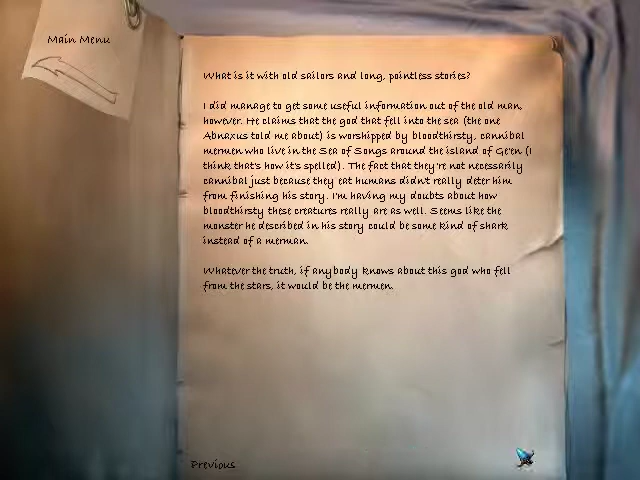 Main Menu
What is it with old sailors and long, pointless stories?
I did manage to get some useful information out of the old man,
however. He claims that the god that fell into the sea (the one
Abnaxus told me about) is worshipped by bloodthirsty, cannibal
mermen who live in the Sea of Songs around the island of Ge'en (I
think that's how it's spelled). The fact that they're not necessarily
cannibal just because they eat humans didn't really deter him
from finishing his story. I'm having my doubts about how
bloodthirsty these creatures really are as well. Seems like the
monster he described in his story could be some kind of shark
instead of a merman.
Whatever the truth, if anybody knows about this god who fell
from the stars, it would be the mermen.
Previous